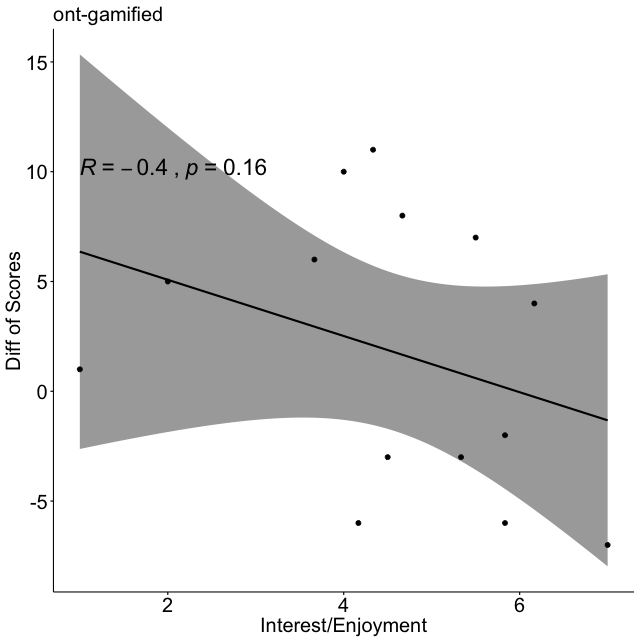 ont-gamified
15
10
5
0
-5
R = −0.4 , p = 0.16
Diff of Scores
2
4
6
Interest/Enjoyment